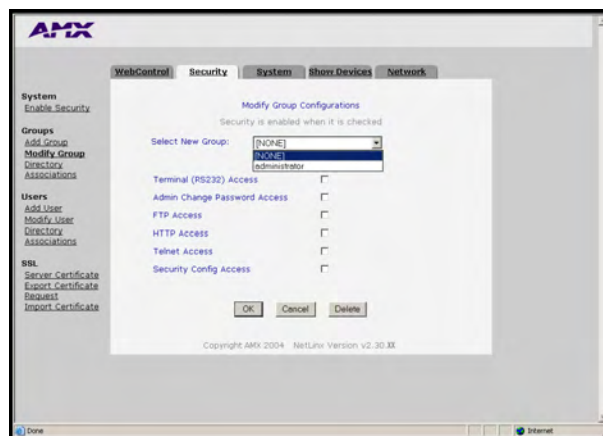 AMX
WebControl Security System Show Devices Network
System
Enable Security
Groups
Add Group
Modify Group
Directory
Associations
Users
Add User
Modify User
Directory
Associations
SSL
Server Certificate
Export Certificate
Request
Import Certificate
Modify Group Configurations
Security is enabled when it is checked
Select New Group: [NONE]
[NONE]
administrator
Terminal (RS232) Access
Admin Change Password Access
FTP Access
HTTP Access
Telnet Access
Security Config Access
OK Cancel Delete
Copyright AMX 2004 NetLinx Version v2.30.XX
Done Internet